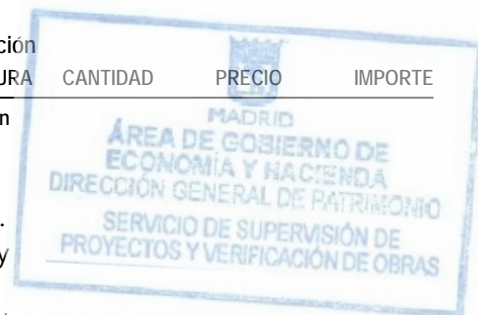 ción
URA CANTIDAD PRECIO IMPORTE
n
MADRID
ÁREA DE GOBIERNO DE
ECONOMÍA Y HACIENDA
DIRECCIÓN GENERAL DE PATRIMONIO
SERVICIO DE SUPERVISIÓN DE
PROYECTOS Y VERIFICACIÓN DE OBRAS
.
y